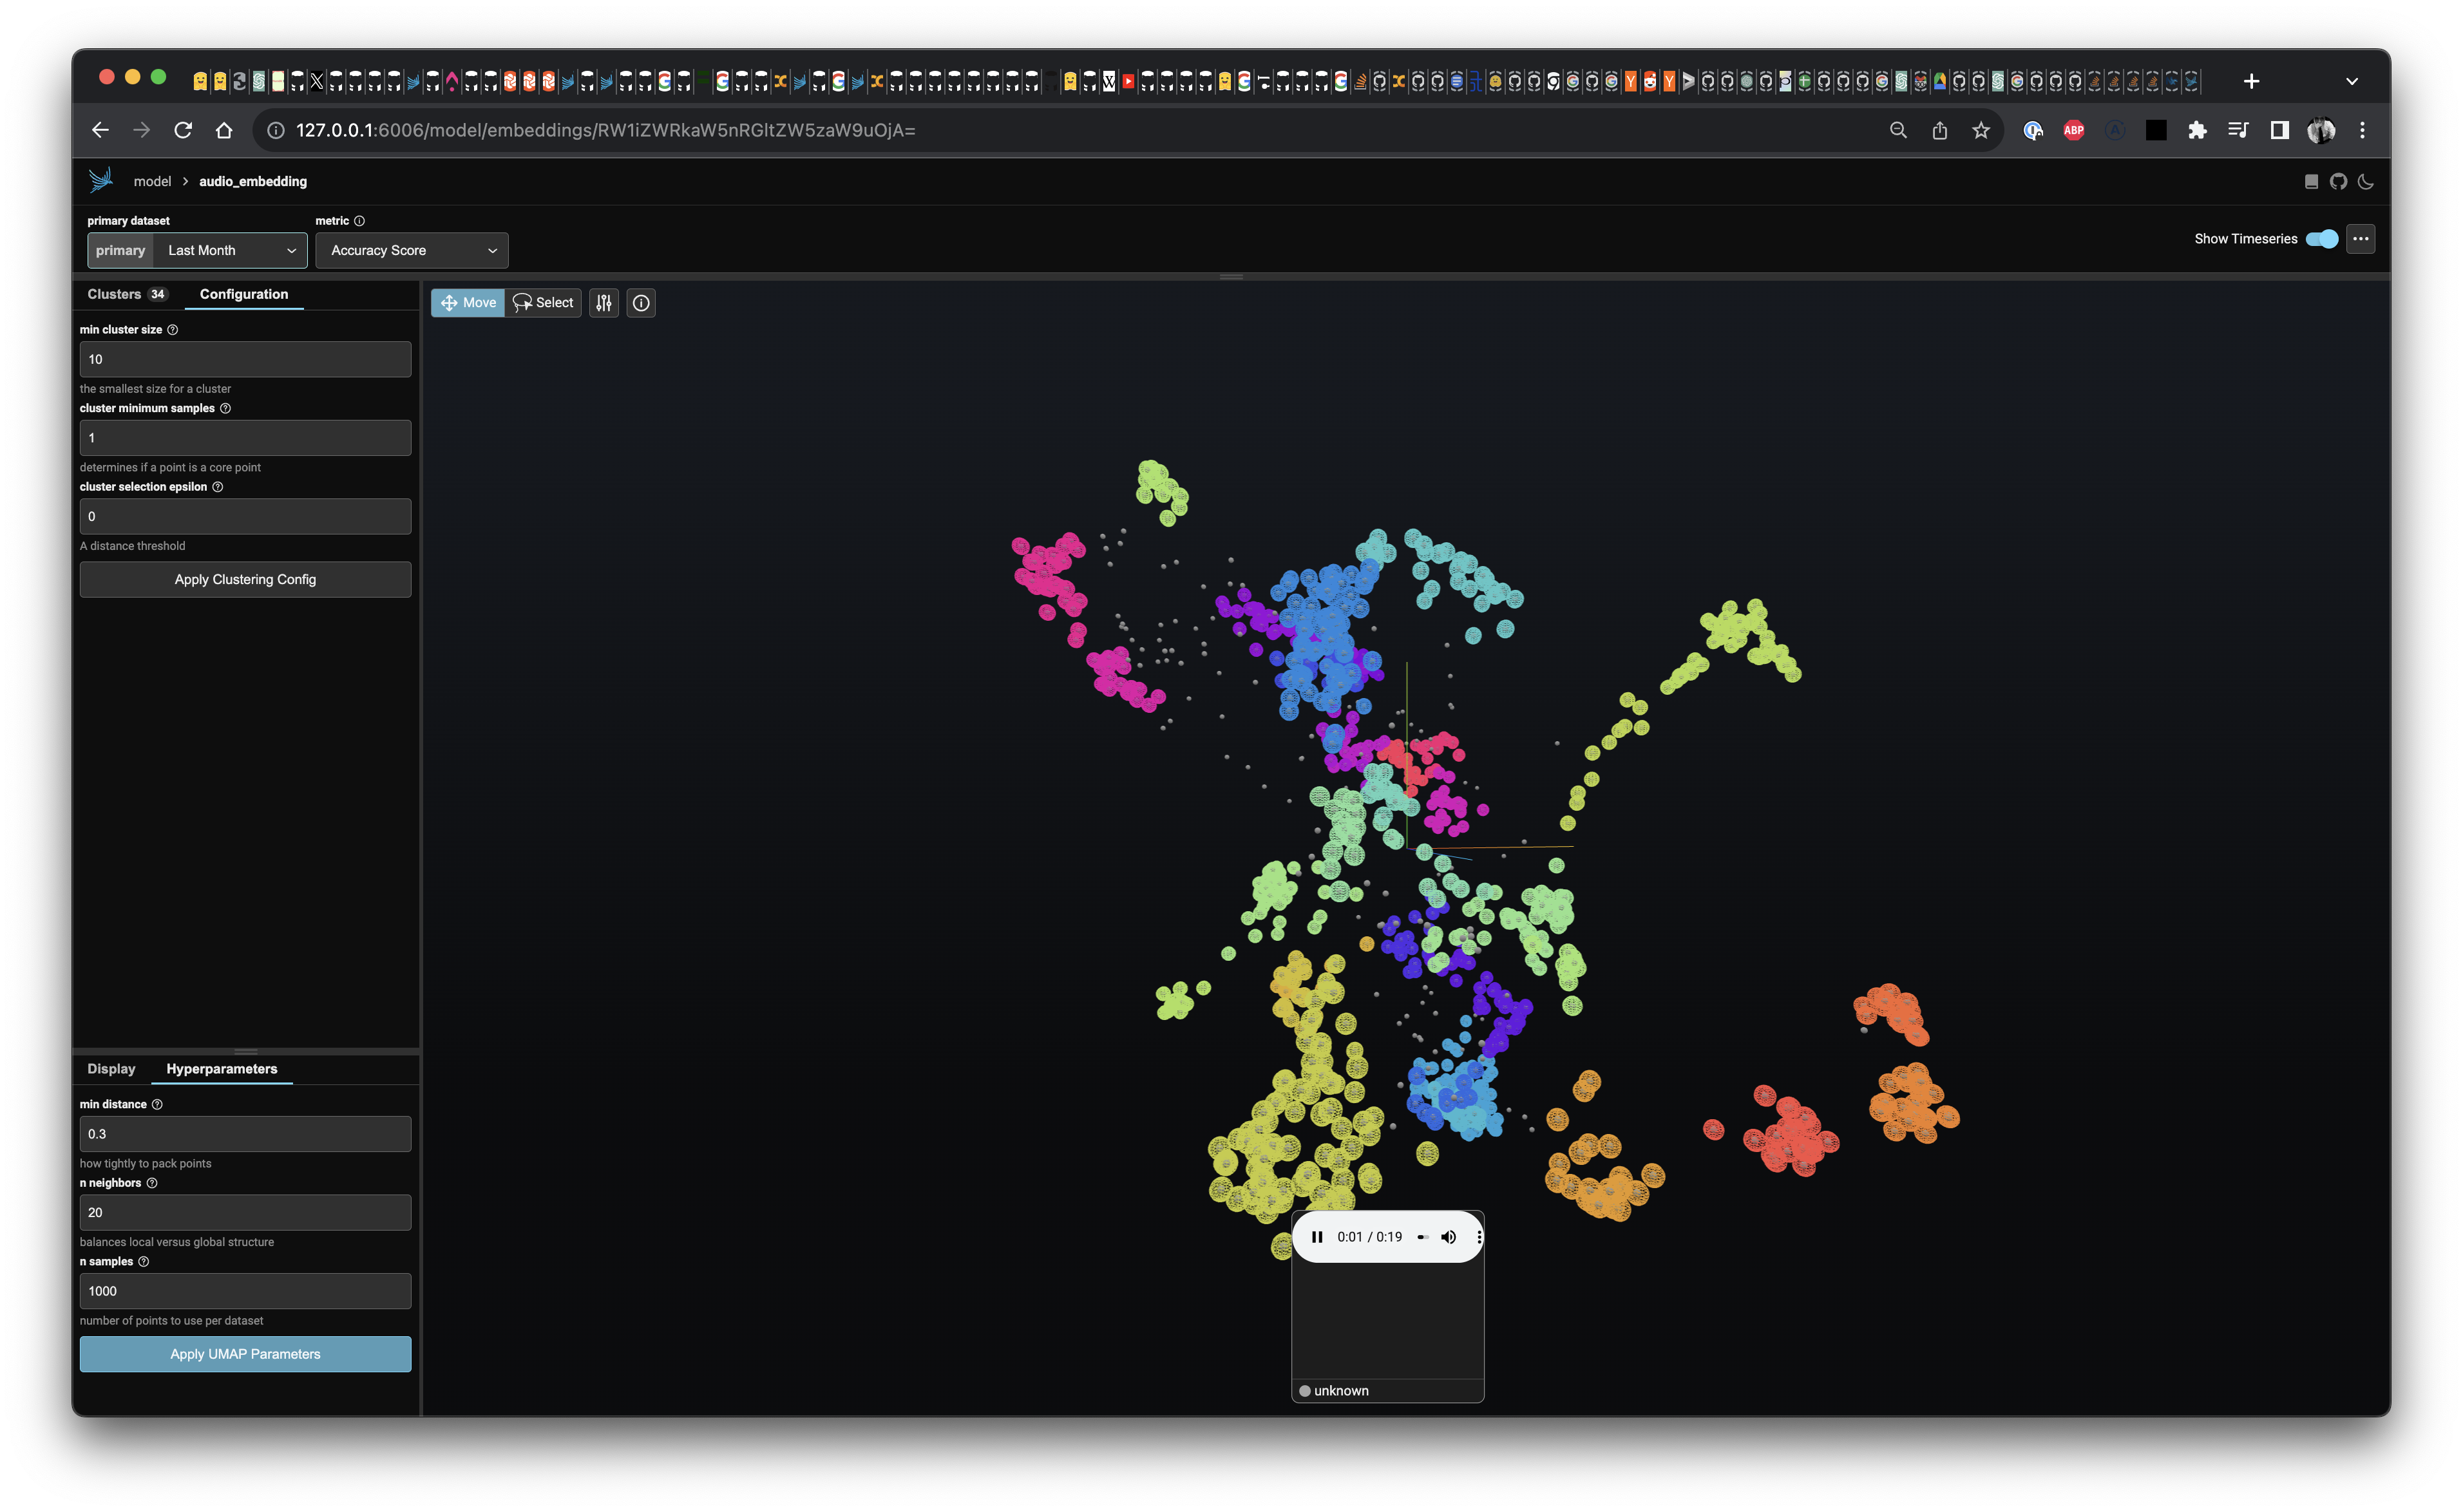 127.0.0.1:6006/model/embeddings/RW1iZWRkaW5nRGltZW5zaW9uOjA=
ABP
model > audio_embedding
primary dataset
metric
primary Last Month
Accuracy Score
Show Timeseries
Clusters 34
Configuration
Move
Select
min cluster size
10
the smallest size for a cluster
cluster minimum samples
1
determines if a point is a core point
cluster selection epsilon
0
A distance threshold
Apply Clustering Config
Display
Hyperparameters
min distance
0.3
how tightly to pack points
n neighbors
20
balances local versus global structure
n samples
1000
number of points to use per dataset
Apply UMAP Parameters
0:01 / 0:19
unknown